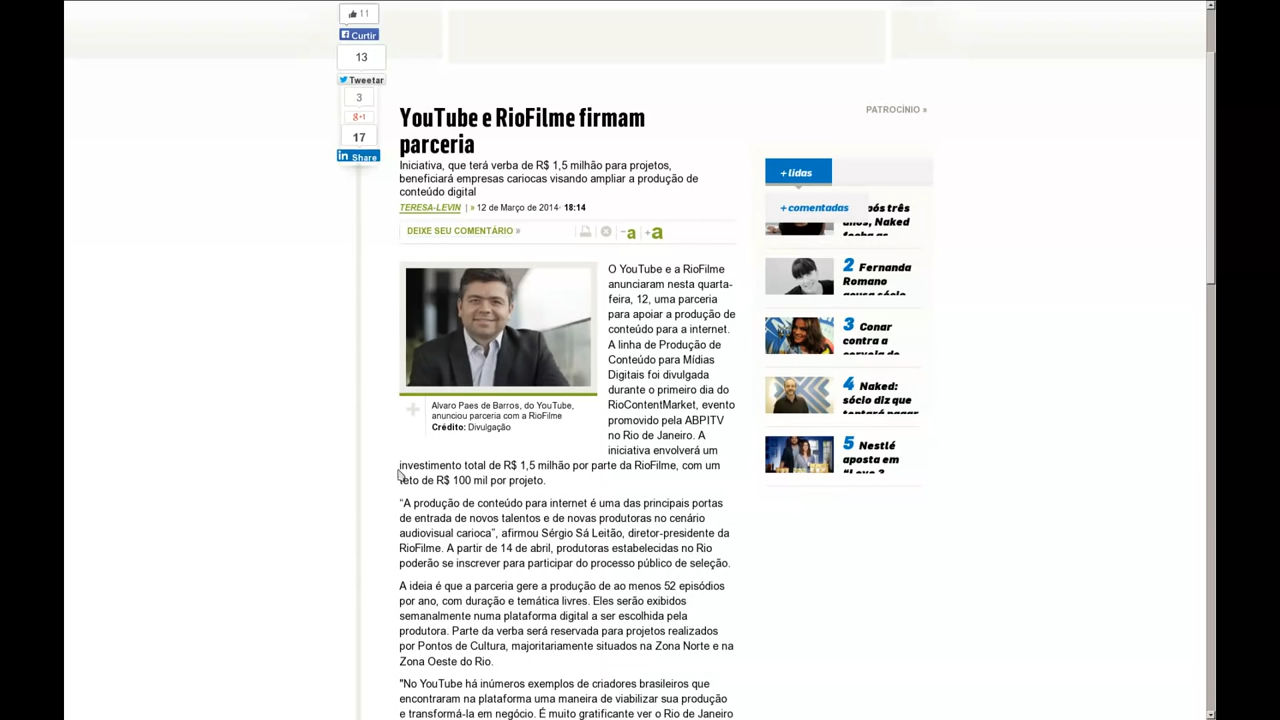 11
Curtir
13
Tweetar
3
g+1
17
in Share
YouTube e RioFilme firmam
parceria
Iniciativa, que terá verba de R$ 1,5 milhão para projetos,
beneficiará empresas cariocas visando ampliar a produção de
conteúdo digital
TERESA-LEVIN | » 12 de Março de 2014· 18:14
DEIXE SEU COMENTÁRIO »
-a
+a
O YouTube e a RioFilme
anunciaram nesta quarta-
feira, 12, uma parceria
para apoiar a produção de
conteúdo para a internet.
A linha de Produção de
Conteúdo para Mídias
Digitais foi divulgada
durante o primeiro dia do
RioContentMarket, evento
promovido pela ABPITV
no Rio de Janeiro. A
iniciativa envolverá um
Alvaro Paes de Barros, do YouTube,
anunciou parceria com a RioFilme
Crédito: Divulgação
investimento total de R$ 1,5 milhão por parte da RioFilme, com um
teto de R$ 100 mil por projeto.
“A produção de conteúdo para internet é uma das principais portas
de entrada de novos talentos e de novas produtoras no cenário
audiovisual carioca”, afirmou Sérgio Sá Leitão, diretor-presidente da
RioFilme. A partir de 14 de abril, produtoras estabelecidas no Rio
poderão se inscrever para participar do processo público de seleção.
A ideia é que a parceria gere a produção de ao menos 52 episódios
por ano, com duração e temática livres. Eles serão exibidos
semanalmente numa plataforma digital a ser escolhida pela
produtora. Parte da verba será reservada para projetos realizados
por Pontos de Cultura, majoritariamente situados na Zona Norte e na
Zona Oeste do Rio.
"No YouTube há inúmeros exemplos de criadores brasileiros que
encontraram na plataforma uma maneira de viabilizar sua produção
e transformá-la em negócio. É muito gratificante ver o Rio de Janeiro
PATROCÍNIO »
+lidas
+comentadas
pós três
anos, Naked
fecha as
2 Fernanda
Romano
acusa sócio
3 Conar
contra a
cerveja do
4 Naked:
sócio diz que
tentará pagar
5 Nestlé
aposta em